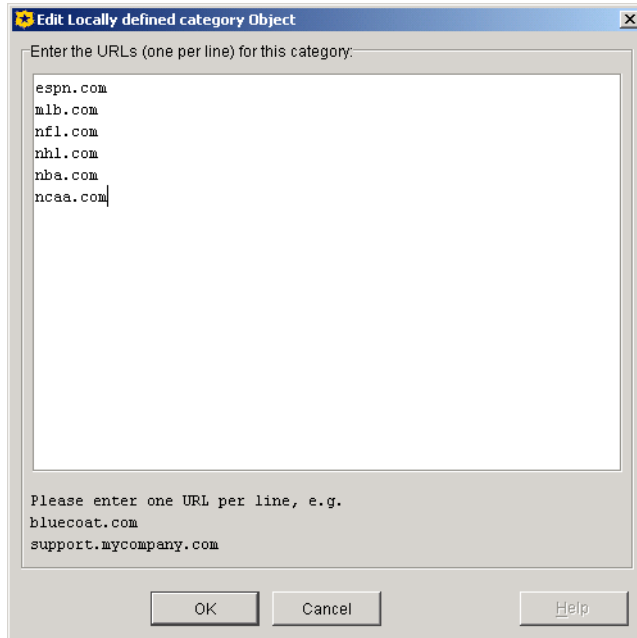 Edit Locally defined category Object
Enter the URLs (one per line) for this category:
espn.com
mlb.com
nfl.com
nhl.com
nba.com
ncaa.com
Please enter one URL per line, e.g.
bluecoat.com
support.mycompany.com
OK Cancel Help